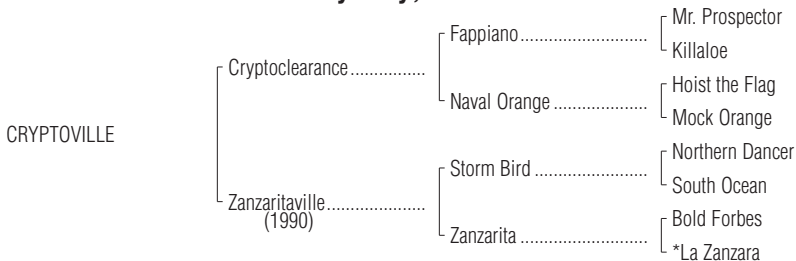 Mr. Prospector
Fappiano
Killaloe
Cryptoclearance
Hoist the Flag
Naval Orange
Mock Orange
CRYPTOVILLE
Northern Dancer
Storm Bird
South Ocean
Zanzaritaville
(1990)
Bold Forbes
Zanzarita
*La Zanzara